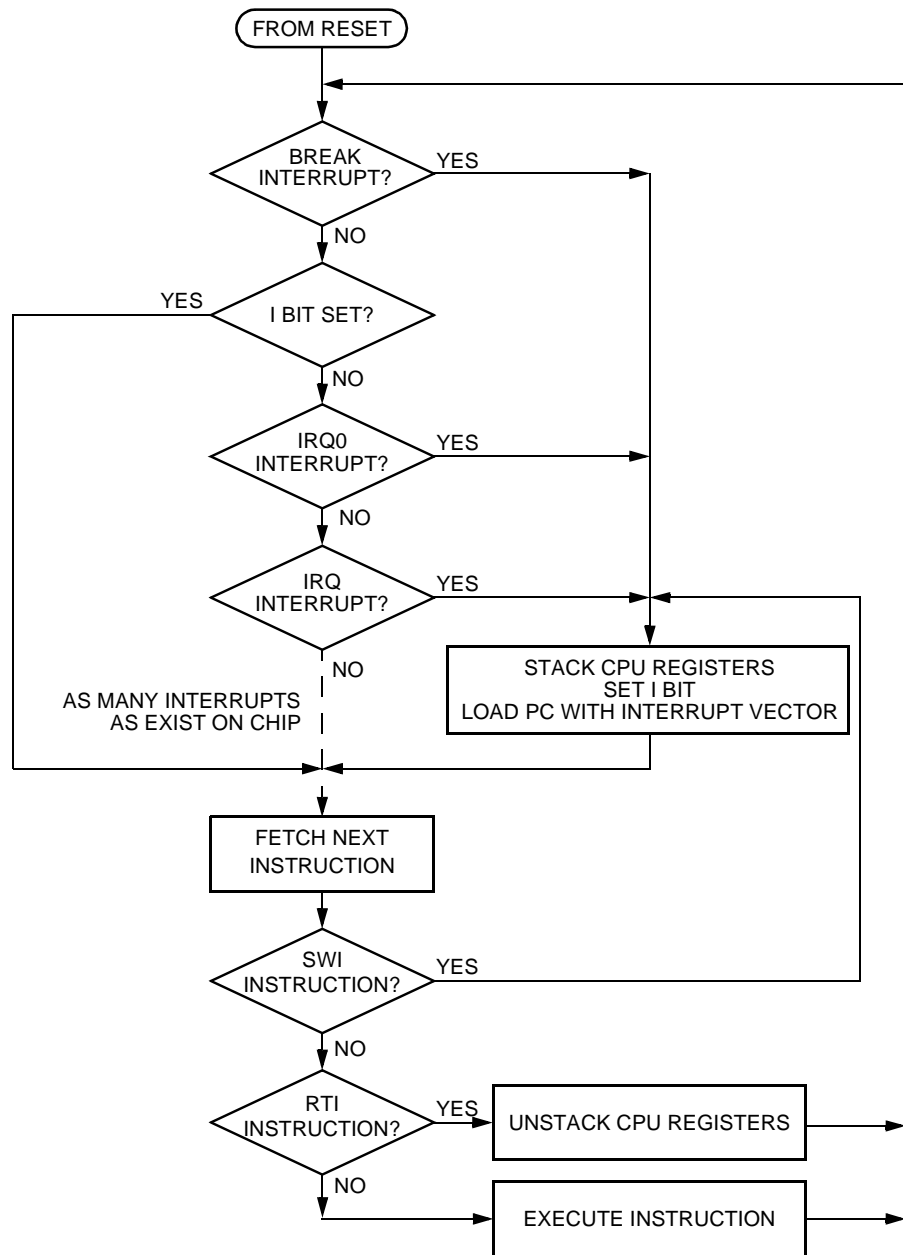 FROM RESET
BREAK
INTERRUPT?
YES
NO
YES
I BIT SET?
NO
IRQ0
INTERRUPT?
YES
NO
IRQ
INTERRUPT?
YES
NO
STACK CPU REGISTERS
SET I BIT
LOAD PC WITH INTERRUPT VECTOR
AS MANY INTERRUPTS
AS EXIST ON CHIP
FETCH NEXT
INSTRUCTION
SWI
INSTRUCTION?
YES
NO
RTI
INSTRUCTION?
YES
UNSTACK CPU REGISTERS
NO
EXECUTE INSTRUCTION